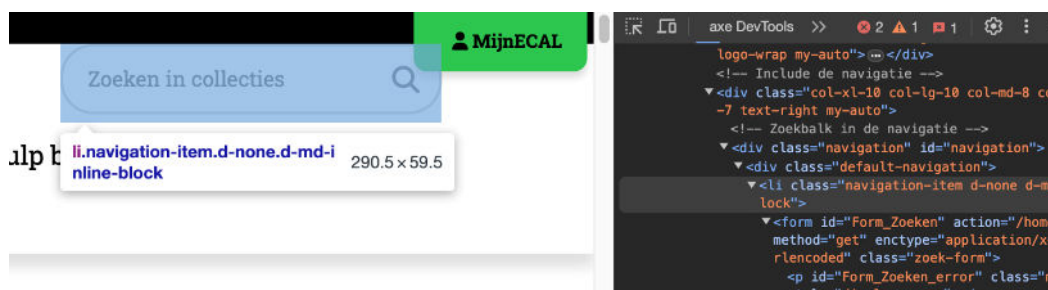 MijnECAL
Zoeken in collecties
ulp b
li.navigation-item.d-none.d-md-i
nline-block
290.5 × 59.5
axe DevTools
2
1
1
logo-wrap my-auto">…</div>
<!-- Include de navigatie -->
▼<div class="col-xl-10 col-lg-10 col-md-8 co
-7 text-right my-auto">
<!-- Zoekbalk in de navigatie -->
▼<div class="navigation" id="navigation">
▼<div class="default-navigation">
▼<li class="navigation-item d-none d-m
lock">
▼<form id="Form_Zoeken" action="/hom
method="get" enctype="application/x
rlencoded" class="zoek-form">
<p id="Form_Zoeken_error" class="